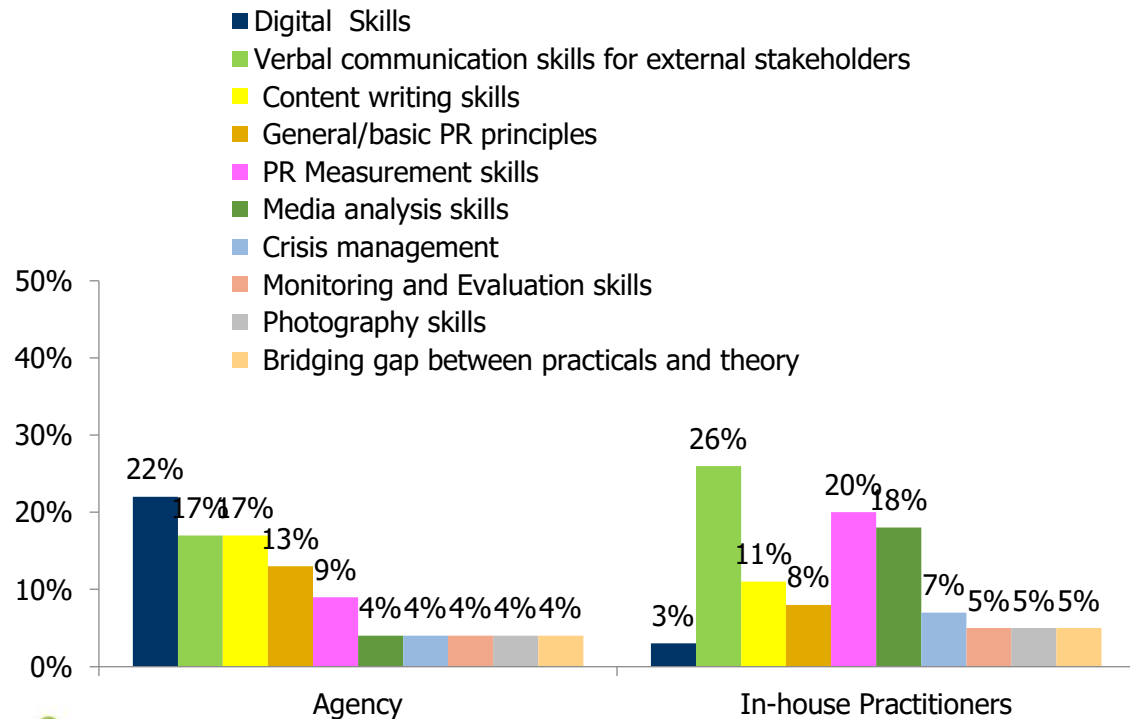 Digital Skills
Verbal communication skills for external stakeholders
Content writing skills
General/basic PR principles
PR Measurement skills
Media analysis skills
Crisis management
Monitoring and Evaluation skills
Photography skills
Bridging gap between practicals and theory
50%
40%
30%
20%
10%
0%
22%
17%
17%
13%
9%
4%
4%
4%
4%
4%
3%
26%
11%
8%
20%
18%
7%
5%
5%
5%
Agency
In-house Practitioners